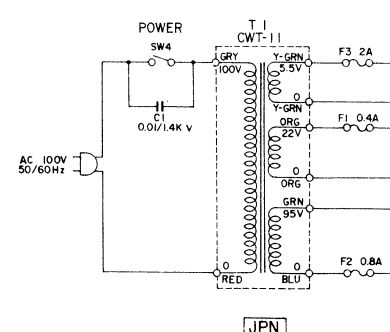 POWER
SW4
T 1
CWT-11
F3 2A
GRY
100V
Y-GRN
5.5V
0
Y-GRN
C1
0.01/1.4K V
ORG
22V
F1 0.4A
AC 100V
50/60Hz
0
ORG
GRN
95V
0
RED
0
BLU
F2 0.8A
JPN